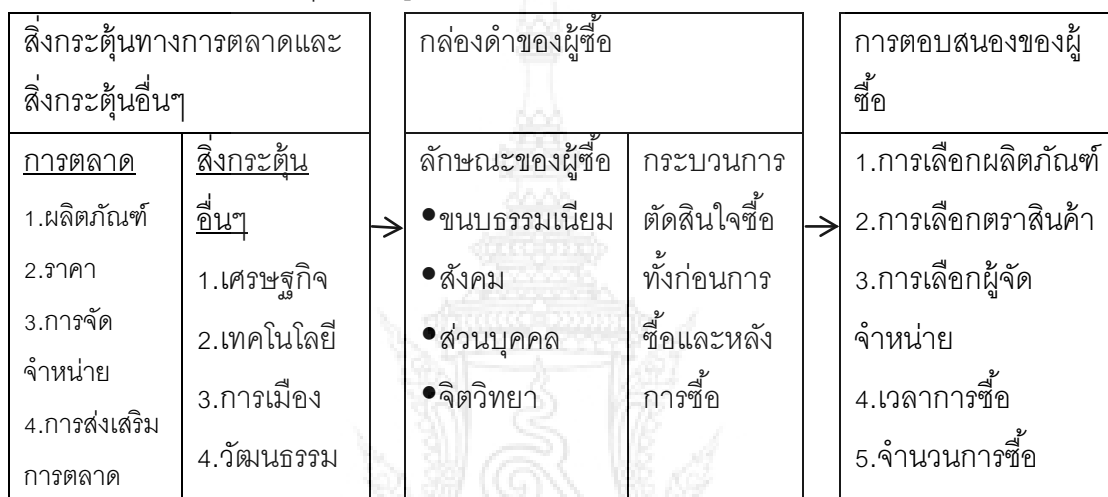 สิ่งกระตุ้นทางการตลาดและ
สิ่งกระตุ้นอื่นๆ
การตลาด
1.ผลิตภัณฑ์
2.ราคา
3.การจัด
จำหน่าย
4.การส่งเสริม
การตลาด
สิ่งกระตุ้น
อื่นๆ
1.เศรษฐกิจ
2.เทคโนโลยี
3.การเมือง
4.วัฒนธรรม
กล่องดำของผู้ซื้อ
ลักษณะของผู้ซื้อ
•ขนบธรรมเนียม
•สังคม
•ส่วนบุคคล
•จิตวิทยา
กระบวนการ
ตัดสินใจซื้อ
ทั้งก่อนการ
ซื้อและหลัง
การซื้อ
การตอบสนองของผู้
ซื้อ
1.การเลือกผลิตภัณฑ์
2.การเลือกตราสินค้า
3.การเลือกผู้จัด
จำหน่าย
4.เวลาการซื้อ
5.จำนวนการซื้อ